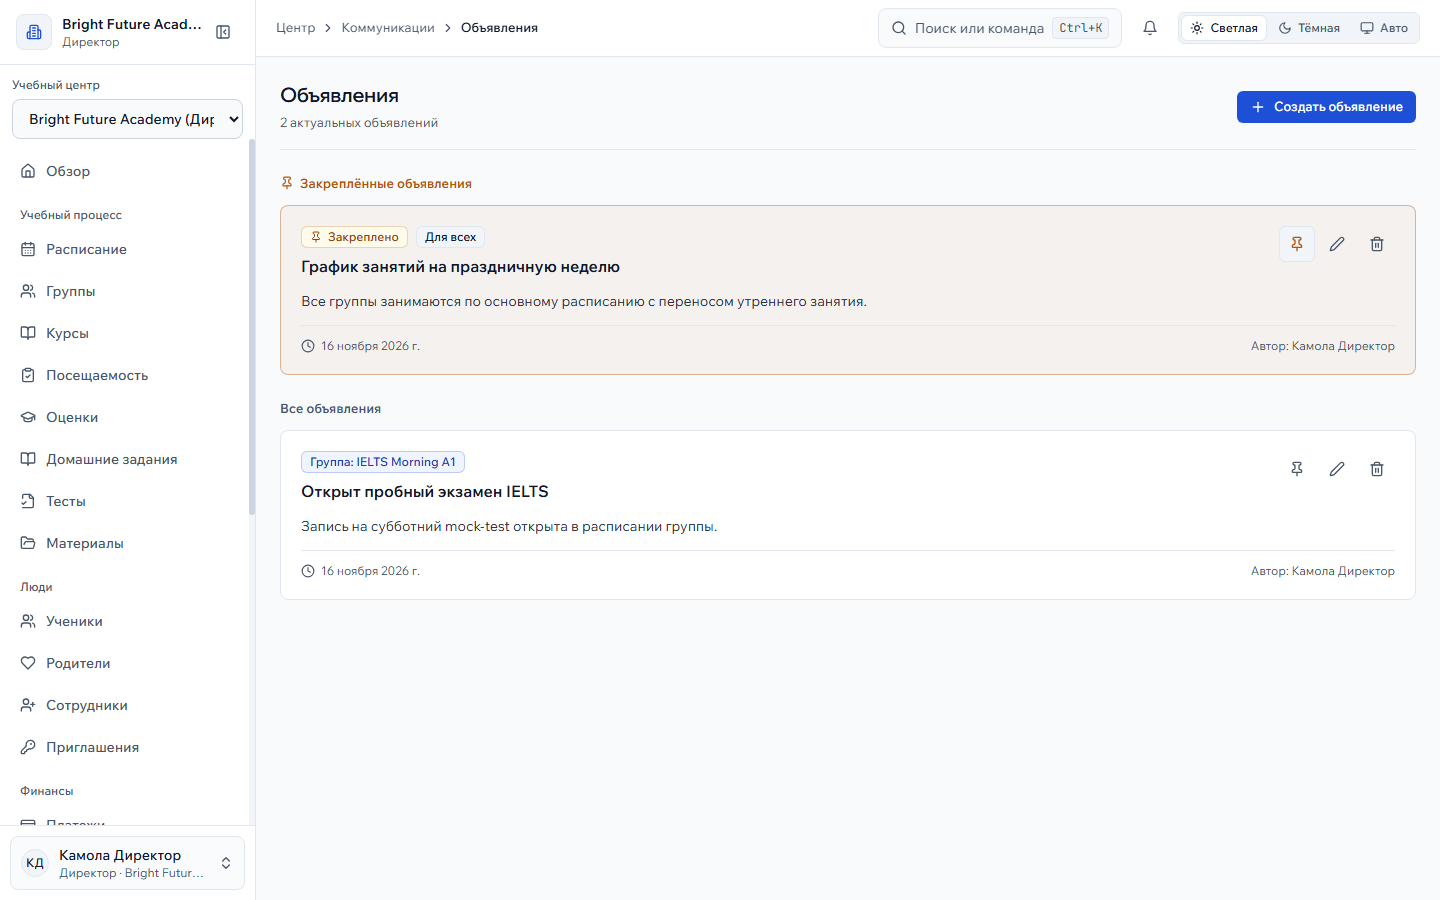 Bright Future Acad...
Директор
Учебный центр
Bright Future Academy (Дир
Обзор
Учебный процесс
Расписание
Группы
Курсы
Посещаемость
Оценки
Домашние задания
Тесты
Материалы
Люди
Ученики
Родители
Сотрудники
Приглашения
Финансы
Платежи
КД
Камола Директор
Директор · Bright Futur...
Центр > Коммуникации > Объявления
Поиск или команда Ctrl+K
Светлая
Тёмная
Авто
Объявления
2 актуальных объявлений
Создать объявление
Закреплённые объявления
Закреплено
Для всех
График занятий на праздничную неделю
Все группы занимаются по основному расписанию с переносом утреннего занятия.
16 ноября 2026 г.
Автор: Камола Директор
Все объявления
Группа: IELTS Morning A1
Открыт пробный экзамен IELTS
Запись на субботний mock-test открыта в расписании группы.
16 ноября 2026 г.
Автор: Камола Директор